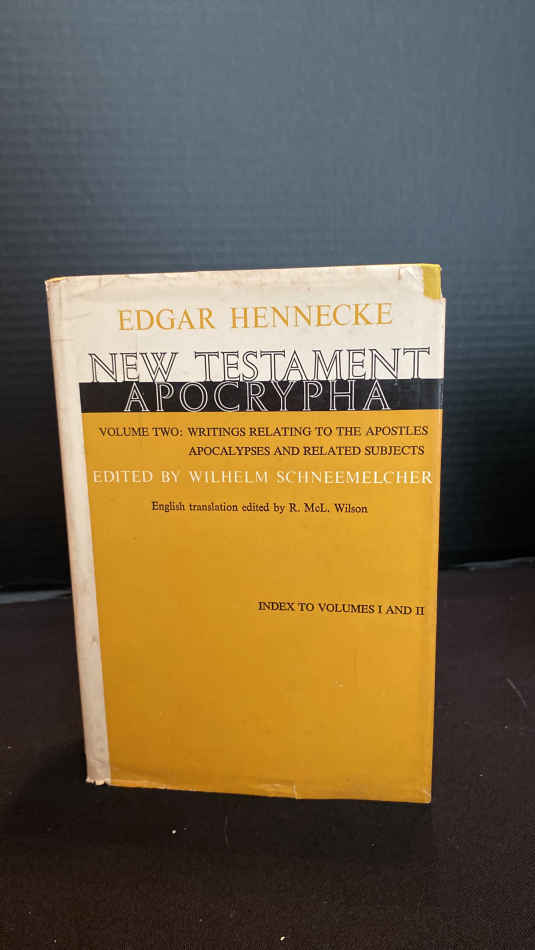 EDGAR HENNECKE
NEW TESTAMENT
APOCRYPHA
VOLUME TWO: WRITINGS RELATING TO THE APOSTLES
APOCALYPSES AND RELATED SUBJECTS
EDITED BY WILHELM SCHNEEMELCHER
English translation edited by R. McL. Wilson
INDEX TO VOLUMES I AND II